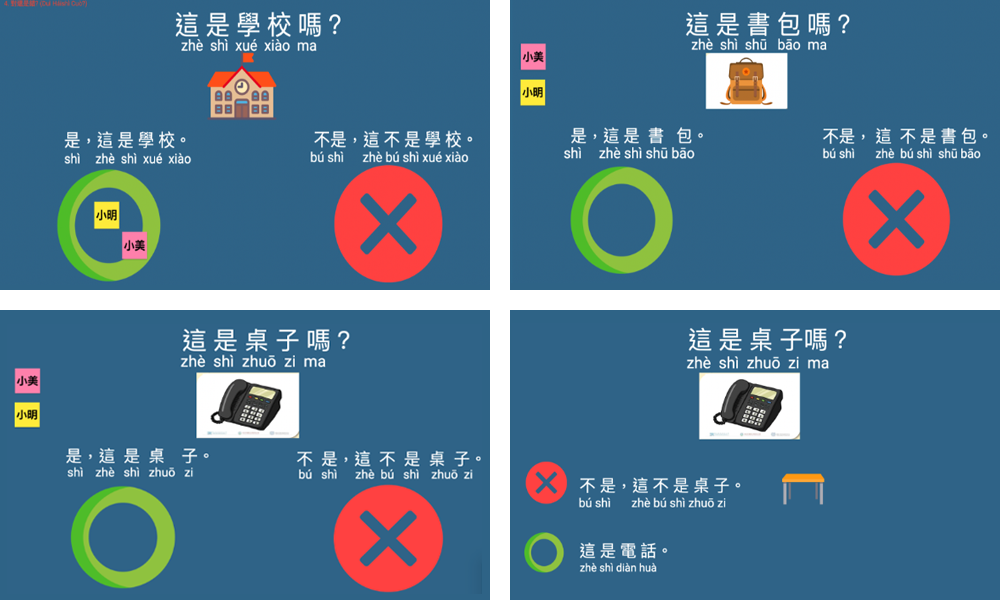 這是學校嗎？
zhè shì xué xiào ma
是，這是學校。
shì zhè shì xué xiào
不是，這不是學校。
bú shì zhè bú shì xué xiào
小明
小美
這是書包嗎？
zhè shì shū bāo ma
小美
小明
是，這是書包。
shì zhè shì shū bāo
不是，這不是書包。
bú shì zhè bú shì shū bāo
這是桌子嗎？
zhè shì zhuō zi ma
小美
小明
是，這是桌子。
shì zhè shì zhuō zi
不是，這不是桌子。
bú shì zhè bú shì zhuō zi
這是桌子嗎？
zhè shì zhuō zi ma
不是，這不是桌子。
bú shì zhè bú shì zhuō zi
這是電話。
zhè shì diàn huà